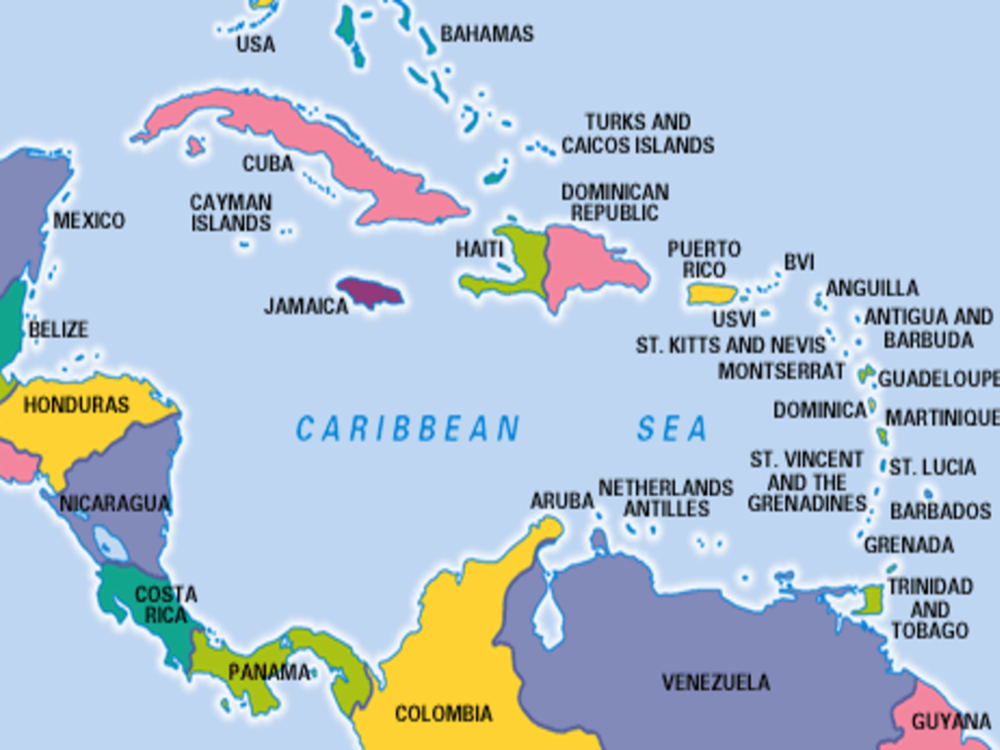 USA
BAHAMAS
TURKS AND
CAICOS ISLANDS
CUBA
CAYMAN
ISLANDS
MEXICO
DOMINICAN
REPUBLIC
HAITI
PUERTO
RICO
BVI
JAMAICA
ANGUILLA
USVI
ANTIGUA AND
BARBUDA
BELIZE
ST. KITTS AND NEVIS
MONTSERRAT
GUADELOUPE
HONDURAS
DOMINICA
MARTINIQUE
CARIBBEAN SEA
ST. VINCENT
AND THE
GRENADINES
ST. LUCIA
NICARAGUA
ARUBA
NETHERLANDS
ANTILLES
BARBADOS
GRENADA
COSTA
RICA
TRINIDAD
AND
TOBAGO
PANAMA
COLOMBIA
VENEZUELA
GUYANA